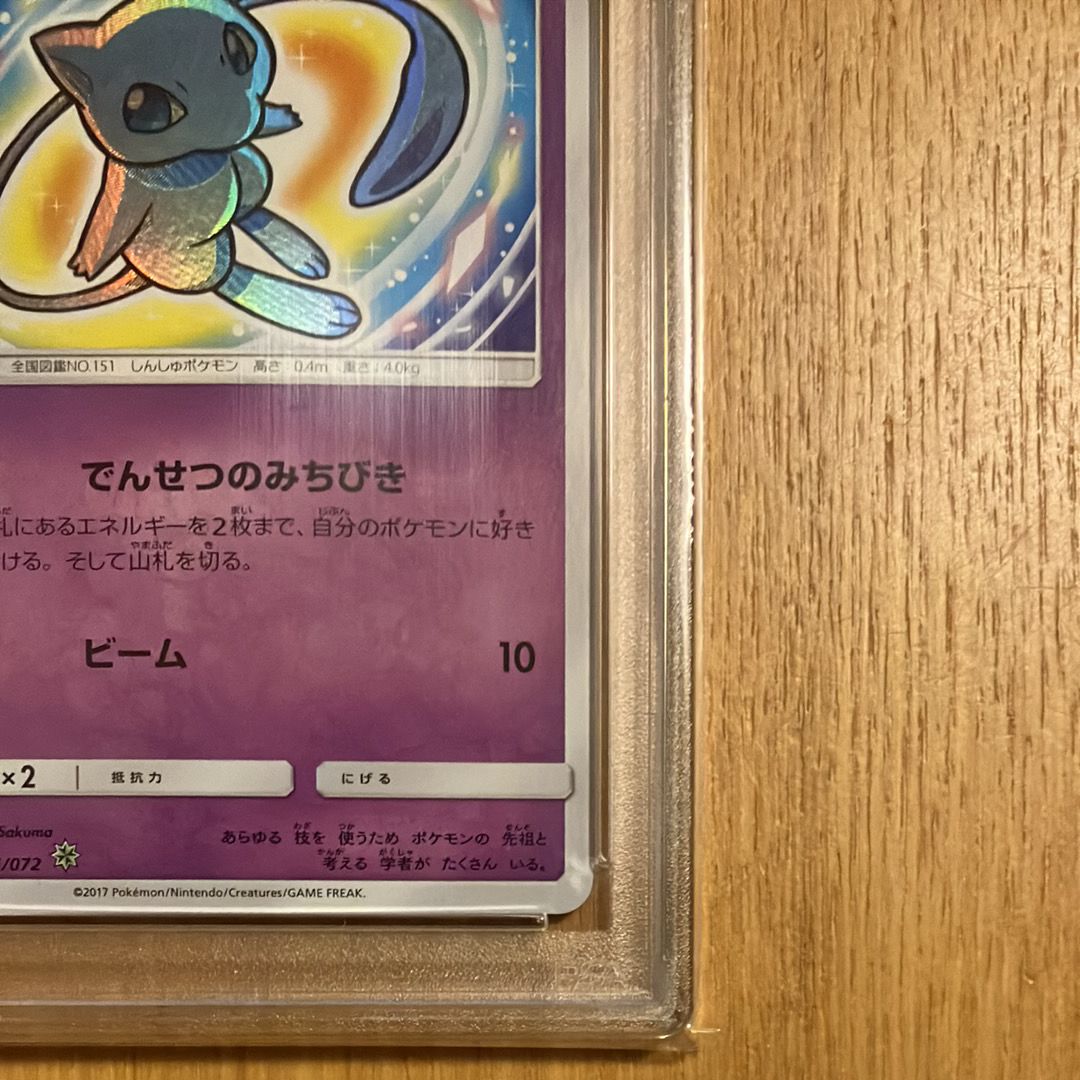 全国図鑑NO.151 しんしゅポケモン 高さ:0.4m 重さ:4.0kg
でんせつのみちびき
札にあるエネルギーを2枚まで、自分のポケモンに好き
ける。そして山札を切る。
ビーム 10
×2 抵抗力 にげる
Sakuma
/072
あらゆる 技を 使うため ポケモンの 先祖と
考える 学者が たくさん いる。
©2017 Pokémon/Nintendo/Creatures/GAME FREAK.